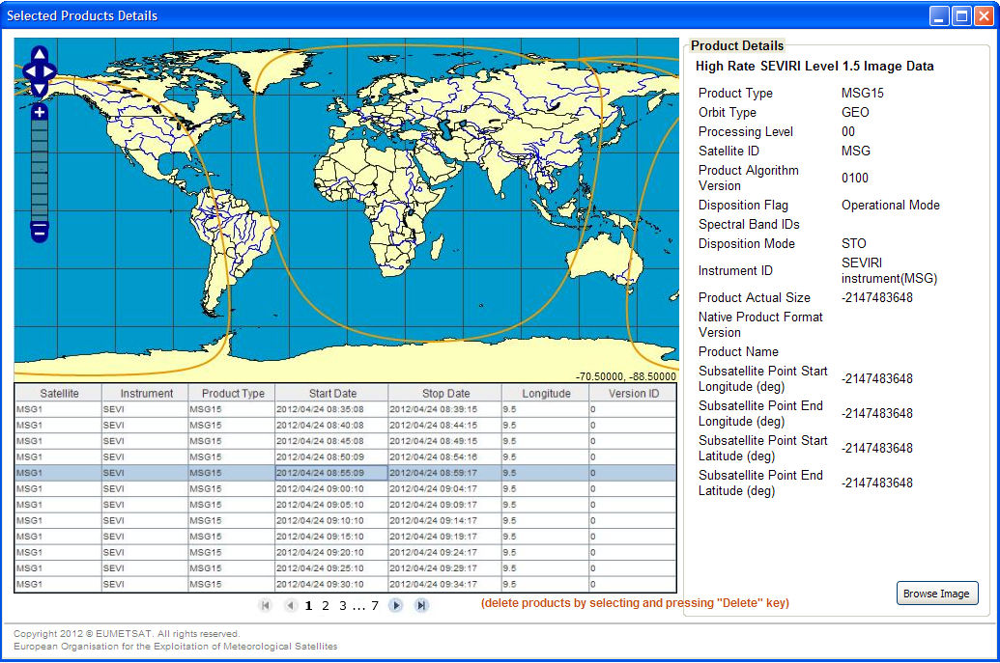 Selected Products Details
Product Details
High Rate SEVIRI Level 1.5 Image Data
Product Type MSG15
Orbit Type GEO
Processing Level 00
Satellite ID MSG
Product Algorithm
Version 0100
Disposition Flag Operational Mode
Spectral Band IDs
Disposition Mode STO
Instrument ID SEVIRI
instrument(MSG)
Product Actual Size -2147483648
Native Product Format
Version
Product Name
Subsatellite Point Start
Longitude (deg) -2147483648
Subsatellite Point End
Longitude (deg) -2147483648
Subsatellite Point Start
Latitude (deg) -2147483648
Subsatellite Point End
Latitude (deg) -2147483648
Browse Image
-70.50000, -88.50000
Satellite Instrument Product Type Start Date Stop Date Longitude Version ID
MSG1 SEVI MSG15 2012/04/24 08:35:08 2012/04/24 08:39:15 9.5 0
MSG1 SEVI MSG15 2012/04/24 08:40:08 2012/04/24 08:44:15 9.5 0
MSG1 SEVI MSG15 2012/04/24 08:45:08 2012/04/24 08:49:15 9.5 0
MSG1 SEVI MSG15 2012/04/24 08:50:09 2012/04/24 08:54:16 9.5 0
MSG1 SEVI MSG15 2012/04/24 08:55:09 2012/04/24 08:59:17 9.5 0
MSG1 SEVI MSG15 2012/04/24 09:00:10 2012/04/24 09:04:17 9.5 0
MSG1 SEVI MSG15 2012/04/24 09:05:10 2012/04/24 09:09:17 9.5 0
MSG1 SEVI MSG15 2012/04/24 09:10:10 2012/04/24 09:14:17 9.5 0
MSG1 SEVI MSG15 2012/04/24 09:15:10 2012/04/24 09:19:17 9.5 0
MSG1 SEVI MSG15 2012/04/24 09:20:10 2012/04/24 09:24:17 9.5 0
MSG1 SEVI MSG15 2012/04/24 09:25:10 2012/04/24 09:29:17 9.5 0
MSG1 SEVI MSG15 2012/04/24 09:30:10 2012/04/24 09:34:17 9.5 0
1 2 3 ... 7
(delete products by selecting and pressing "Delete" key)
Copyright 2012 © EUMETSAT. All rights reserved.
European Organisation for the Exploitation of Meteorological Satellites